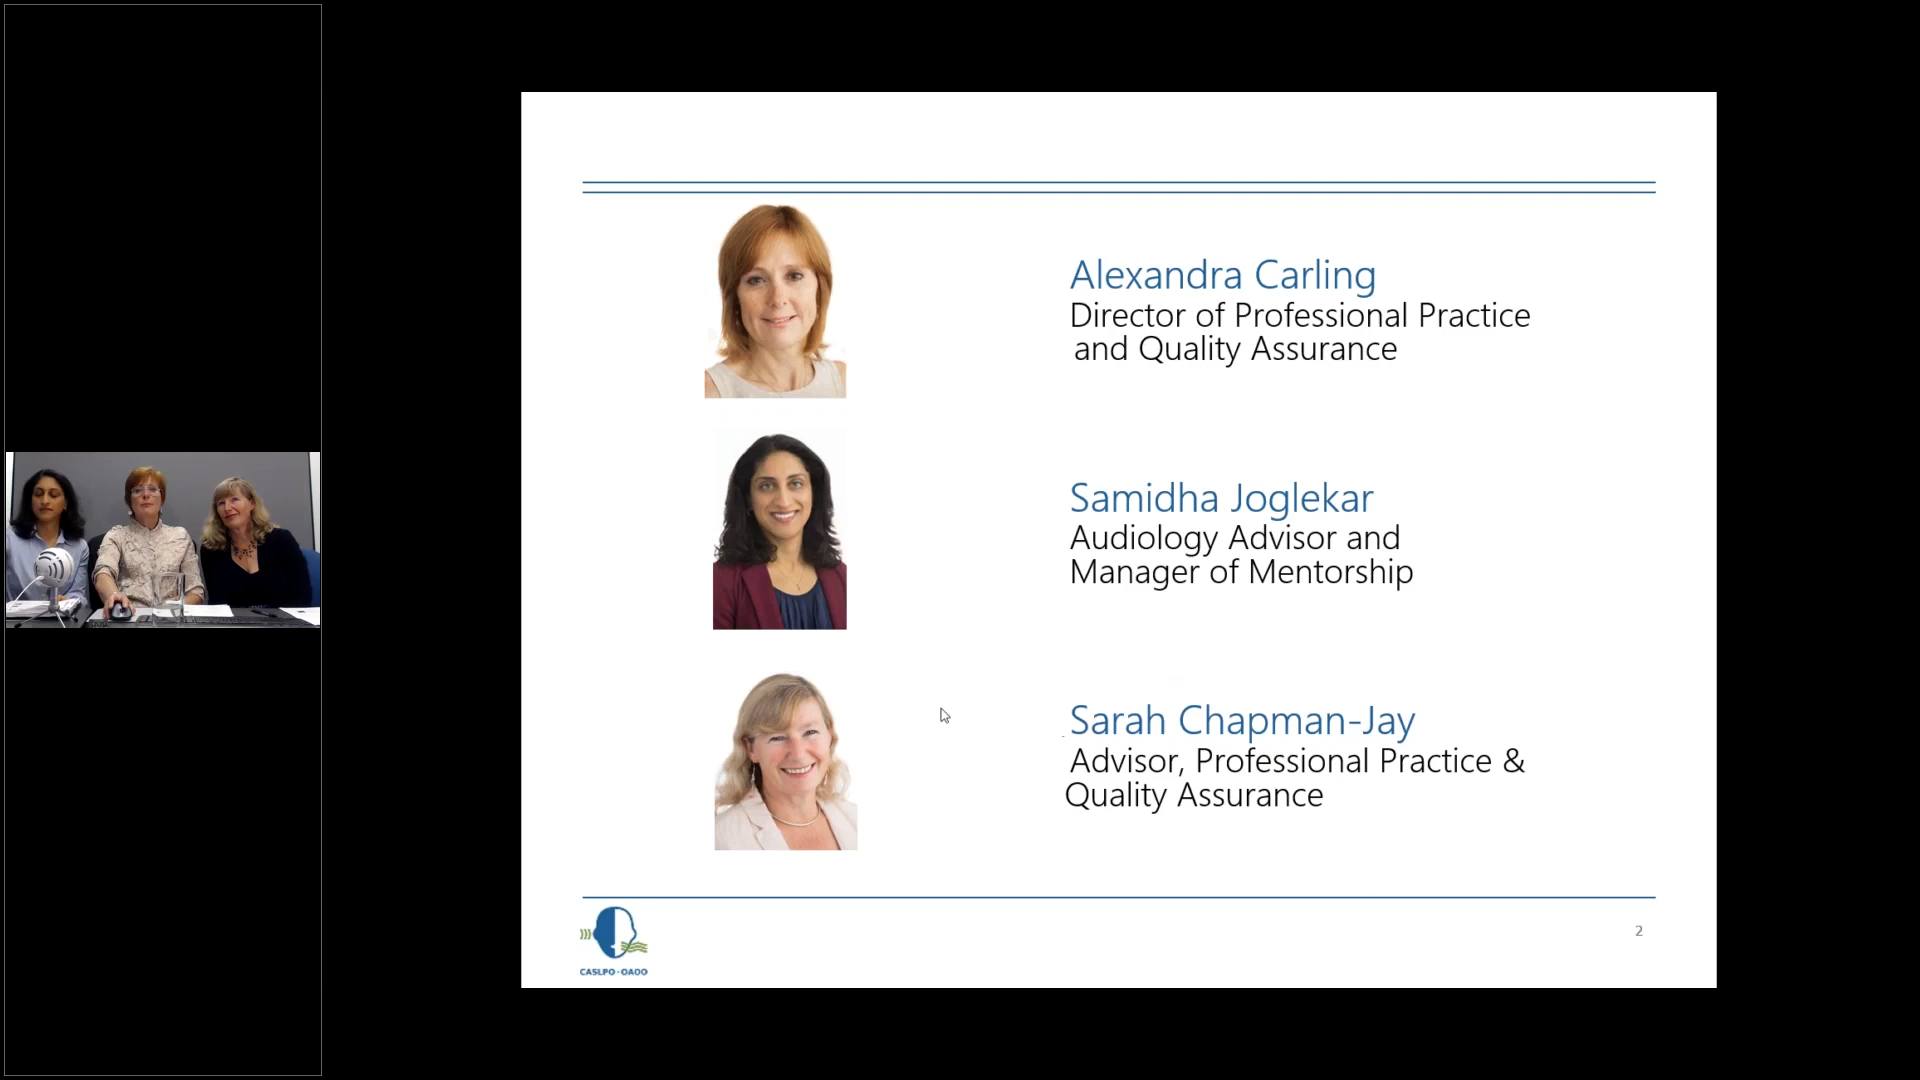 Alexandra Carling
Director of Professional Practice
and Quality Assurance
Samidha Joglekar
Audiology Advisor and
Manager of Mentorship
Sarah Chapman-Jay
Advisor, Professional Practice &
Quality Assurance
CASLPO·OAOO
2